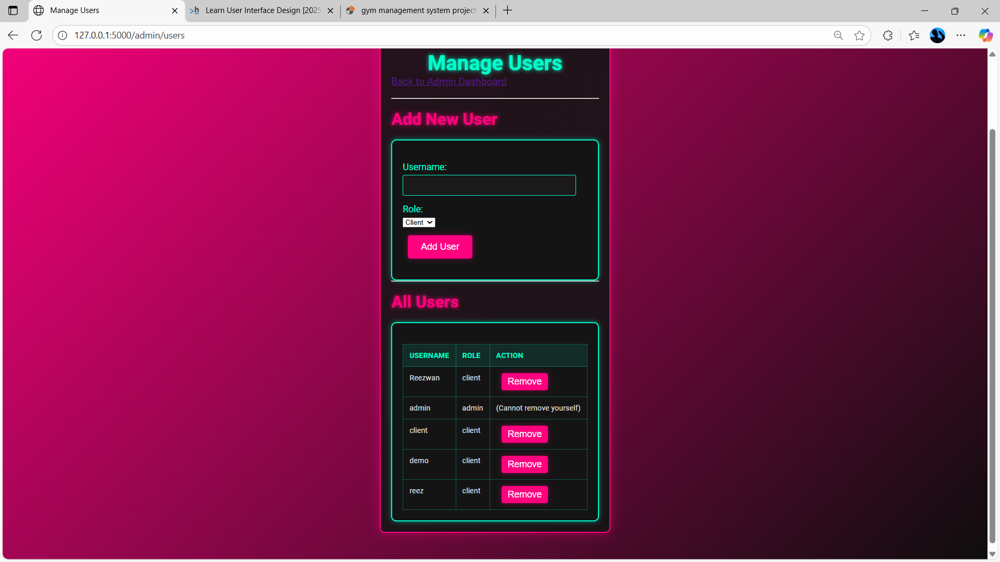 Manage Users
Learn User Interface Design [2025
gym management system project
127.0.0.1:5000/admin/users
Manage Users
Back to Admin Dashboard
Add New User
Username:
Role:
Client
Add User
All Users
USERNAME ROLE ACTION
Reezwan client Remove
admin admin (Cannot remove yourself)
client client Remove
demo client Remove
reez client Remove